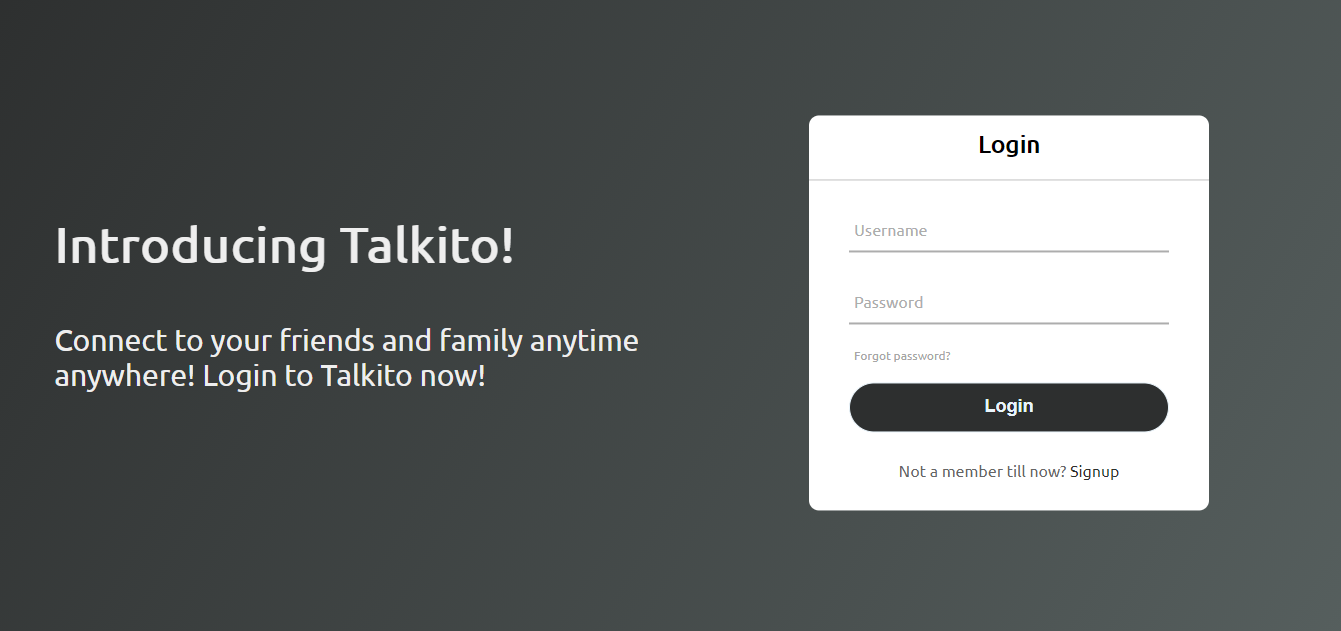 Introducing Talkito!
Connect to your friends and family anytime
anywhere! Login to Talkito now!
Login
Username
Password
Forgot password?
Login
Not a member till now? Signup